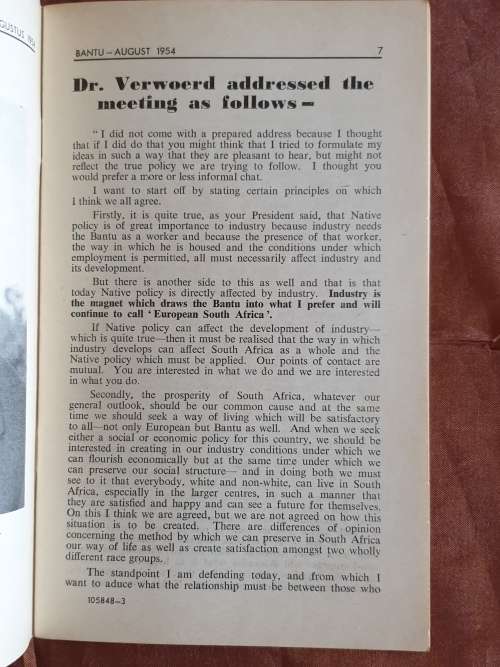 GUSTUS 1954
BANTU—AUGUST 1954 7
Dr. Verwoerd addressed the
meeting as follows—
" I did not come with a prepared address because I thought
that if I did do that you might think that I tried to formulate my
ideas in such a way that they are pleasant to hear, but might not
reflect the true policy we are trying to follow. I thought you
would prefer a more or less informal chat.
I want to start off by stating certain principles on which
I think we all agree.
Firstly, it is quite true, as your President said, that Native
policy is of great importance to industry because industry needs
the Bantu as a worker and because the presence of that worker,
the way in which he is housed and the conditions under which
employment is permitted, all must necessarily affect industry and
its development.
But there is another side to this as well and that is that
today Native policy is directly affected by industry. Industry is
the magnet which draws the Bantu into what I prefer and will
continue to call ' European South Africa '.
If Native policy can affect the development of industry—
which is quite true—then it must be realised that the way in which
industry develops can affect South Africa as a whole and the
Native policy which must be applied. Our points of contact are
mutual. You are interested in what we do and we are interested
in what you do.
Secondly, the prosperity of South Africa, whatever our
general outlook, should be our common cause and at the same
time we should seek a way of living which will be satisfactory
to all—not only European but Bantu as well. And when we seek
either a social or economic policy for this country, we should be
interested in creating in our industry conditions under which we
can flourish economically but at the same time under which we
can preserve our social structure— and in doing both we must
see to it that everybody, white and non-white, can live in South
Africa, especially in the larger centres, in such a manner that
they are satisfied and happy and can see a future for themselves.
On this I think we are agreed, but we are not agreed on how this
situation is to be created. There are differences of opinion
concerning the method by which we can preserve in South Africa
our way of life as well as create satisfaction amongst two wholly
different race groups.
The standpoint I am defending today, and from which I
want to aduce what the relationship must be between those who
105848—3